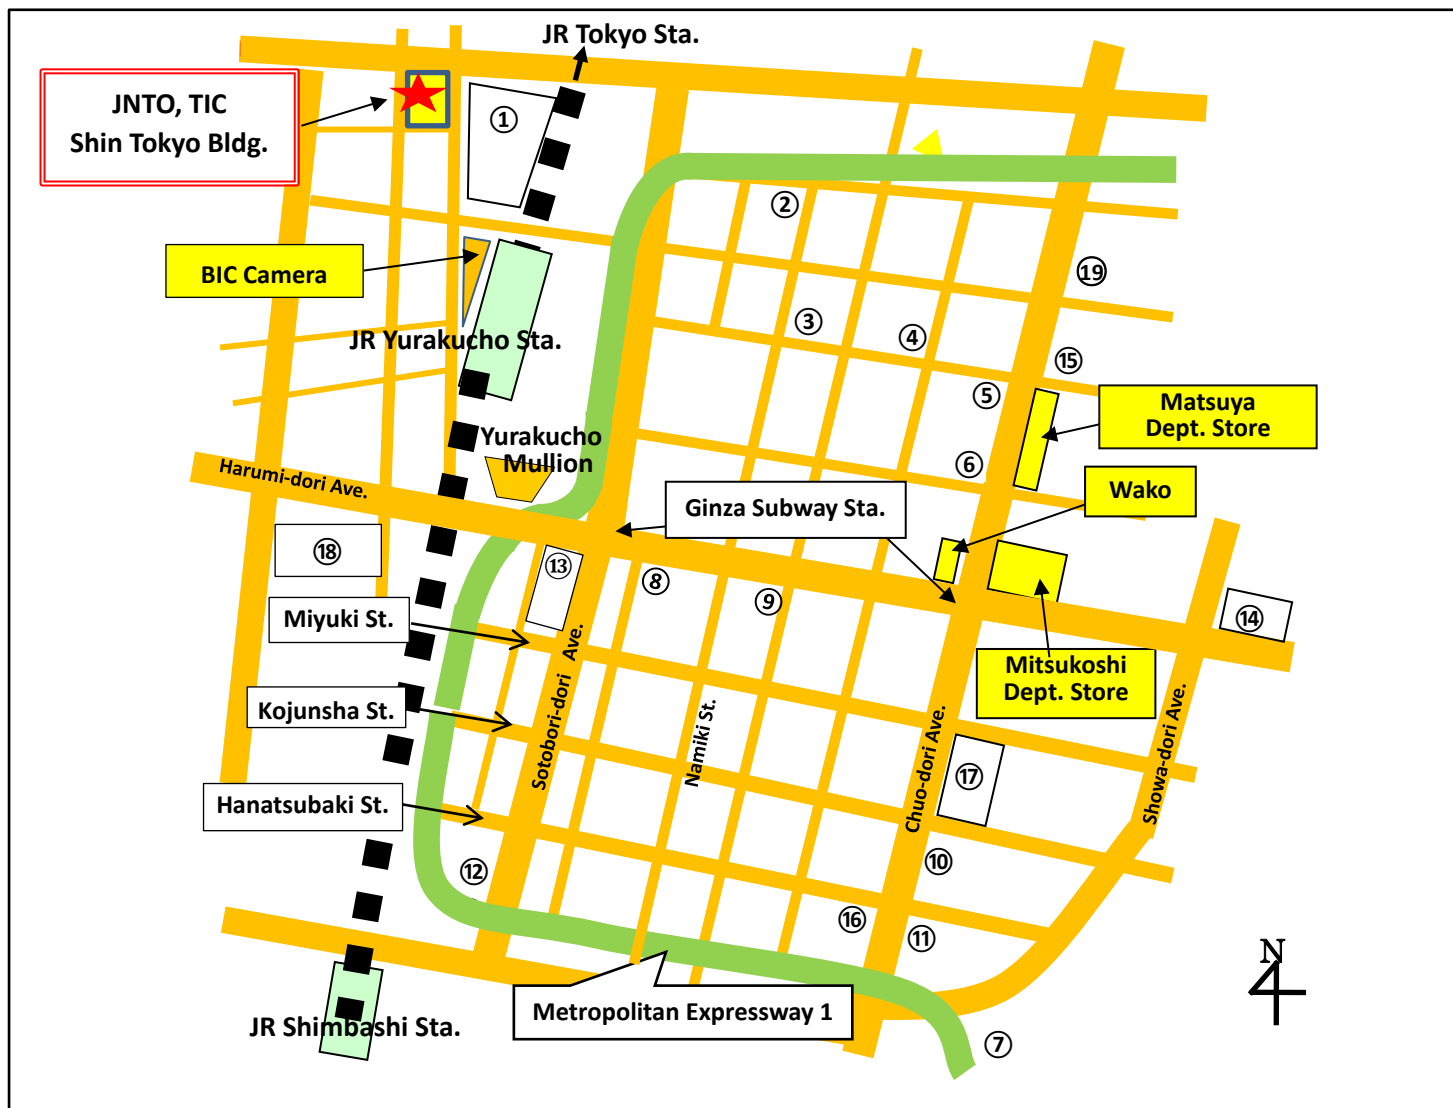 JR Tokyo Sta.
JNTO, TIC
Shin Tokyo Bldg.
①
②
BIC Camera
⑲
③
④
JR Yurakucho Sta.
⑮
⑤
Matsuya
Dept. Store
Yurakucho
Mullion
⑥
Harumi-dori Ave.
Wako
Ginza Subway Sta.
⑱
⑬
⑧
⑨
Miyuki St.
⑭
Mitsukoshi
Dept. Store
Kojunsha St.
Sotobori-dori Ave.
Namiki St.
Chuo-dori Ave.
Showa-dori Ave.
⑰
Hanatsubaki St.
⑩
⑫
⑯
⑪
N
Metropolitan Expressway 1
JR Shimbashi Sta.
⑦